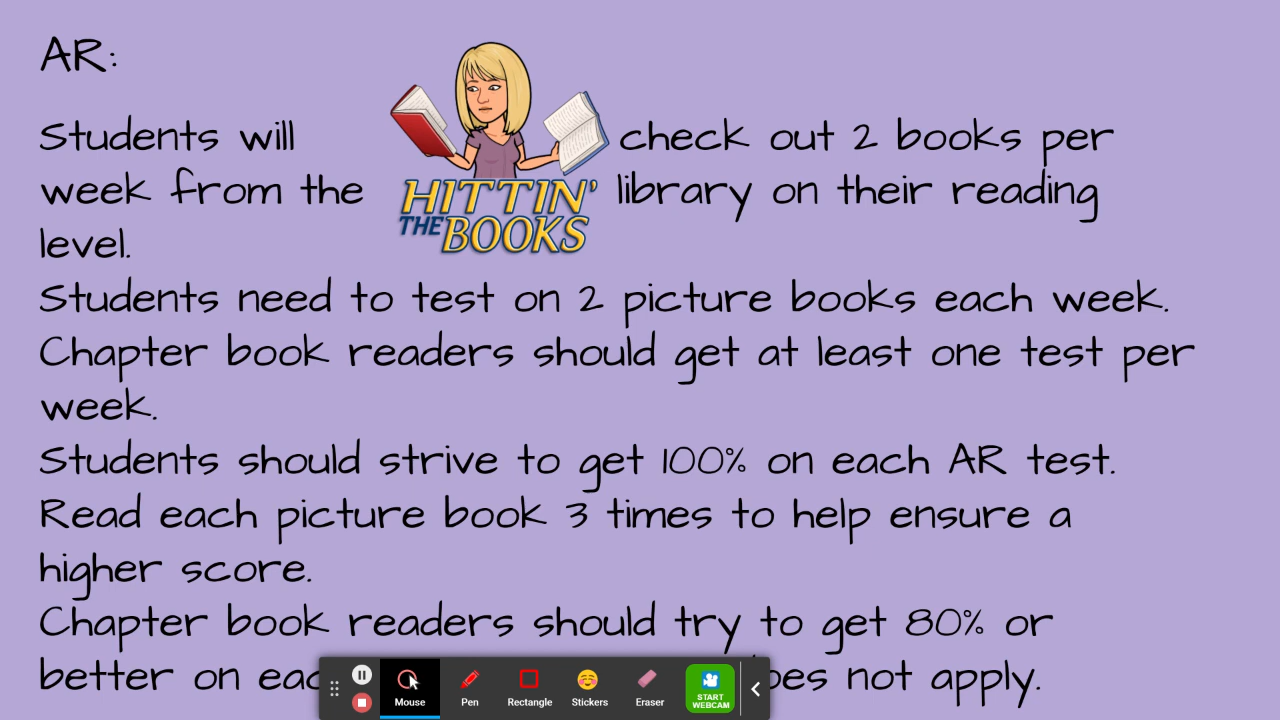 AR:
Students will check out 2 books per
week from the library on their reading
level.
HITTIN'
THE BOOKS
Students need to test on 2 picture books each week.
Chapter book readers should get at least one test per
week.
Students should strive to get 100% on each AR test.
Read each picture book 3 times to help ensure a
higher score.
Chapter book readers should try to get 80% or
better on not apply.
Mouse Pen Rectangle Stickers Eraser START
WEBCAM